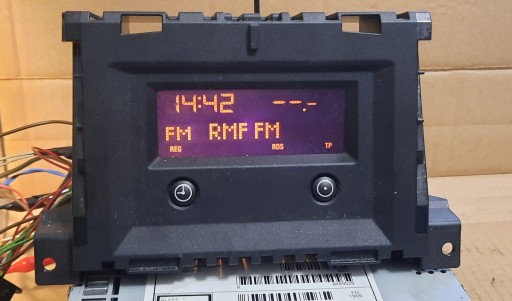 14:42 --.-
FM RMF FM
REG RDS TP